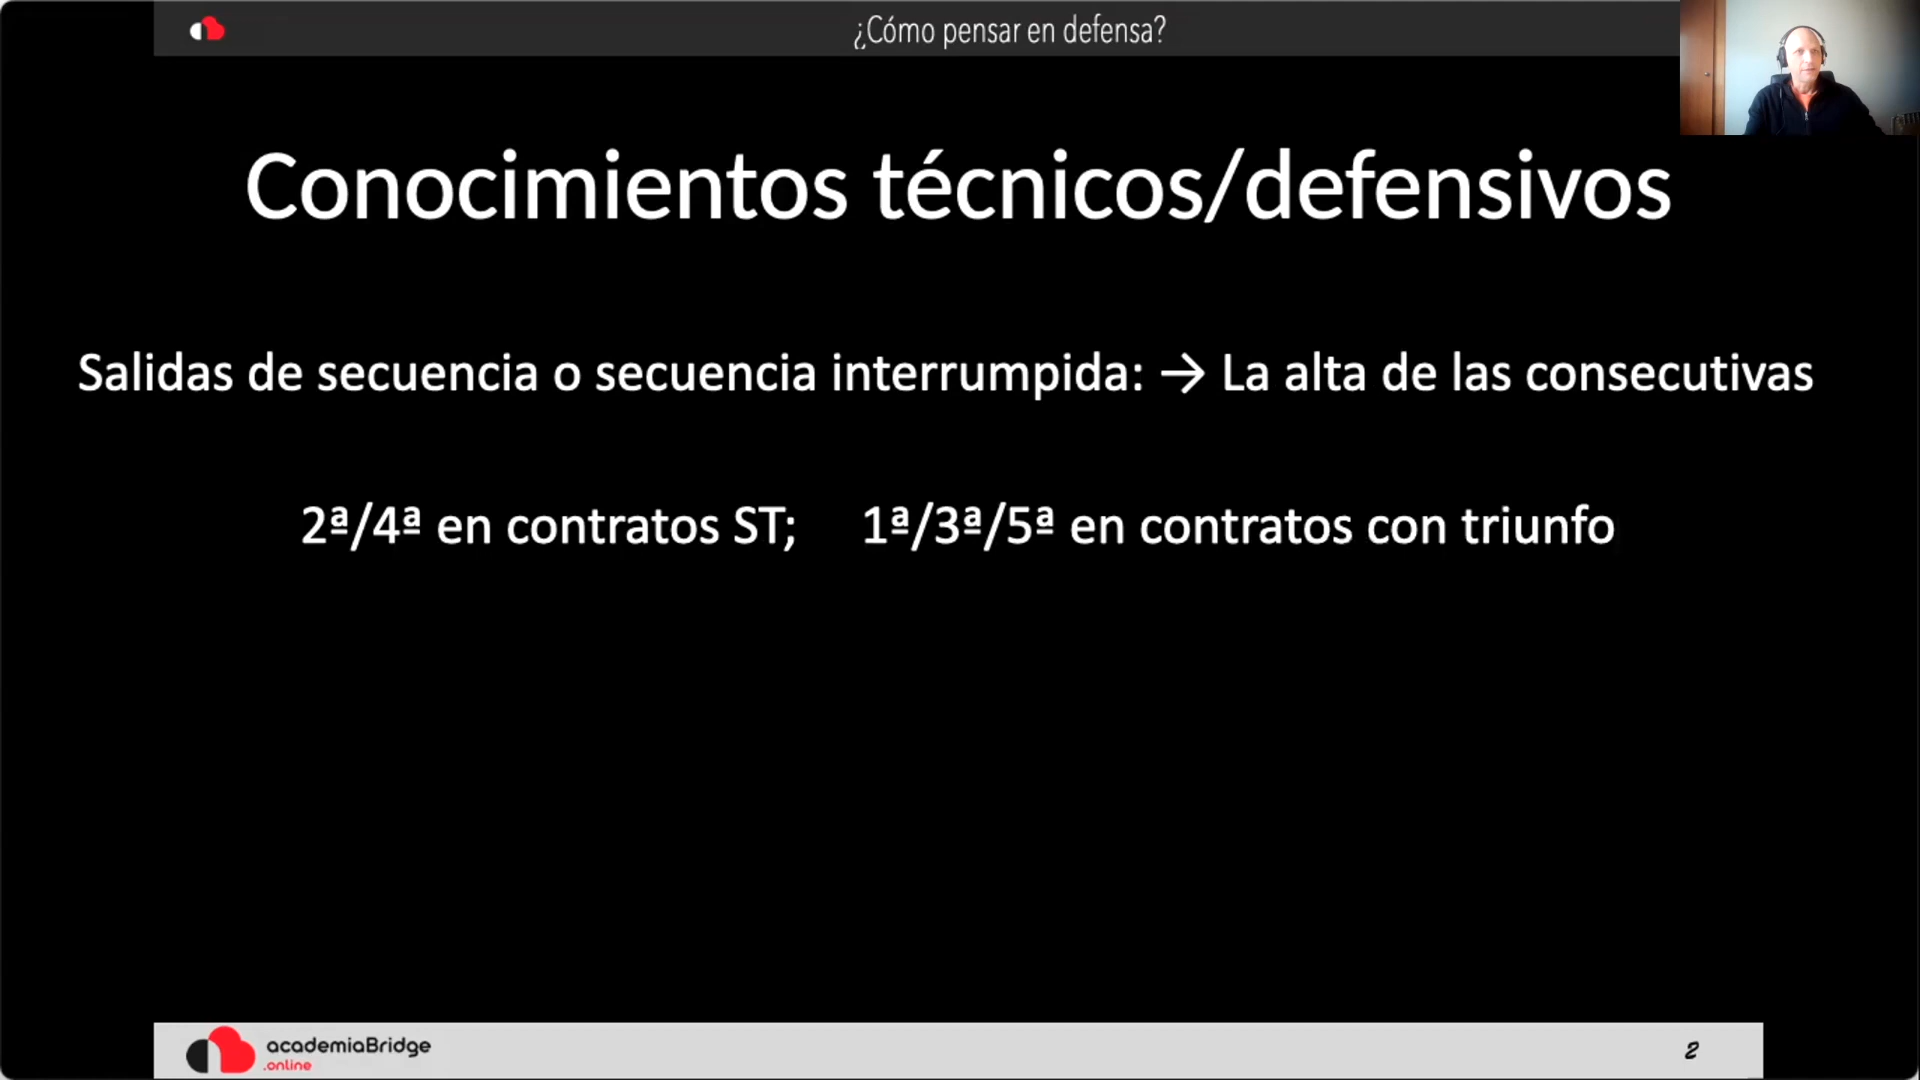 ¿Cómo pensar en defensa?
Conocimientos técnicos/defensivos
Salidas de secuencia o secuencia interrumpida: → La alta de las consecutivas
2ª/4ª en contratos ST; 1ª/3ª/5ª en contratos con triunfo
academiaBridge
.online
2